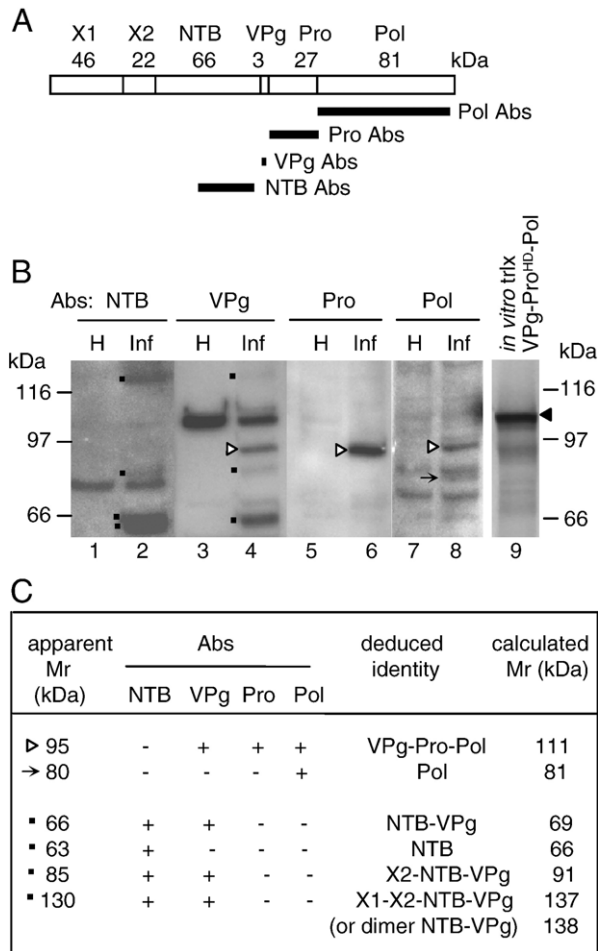 A
X1 X2 NTB VPg Pro Pol
46 22 66 3 27 81 kDa
Pol Abs
Pro Abs
VPg Abs
NTB Abs
B
in vitro trlx
VPg-ProHD-Pol
Abs: NTB VPg Pro Pol
H Inf H Inf H Inf H Inf
kDa kDa
116 116
97 97
66 66
1 2 3 4 5 6 7 8 9
C
apparent Abs deduced calculated
Mr identity Mr (kDa)
(kDa) NTB VPg Pro Pol
95 - + + + VPg-Pro-Pol 111
80 - - - + Pol 81
66 + + - - NTB-VPg 69
63 + - - - NTB 66
85 + + - - X2-NTB-VPg 91
130 + + - - X1-X2-NTB-VPg 137
(or dimer NTB-VPg) 138